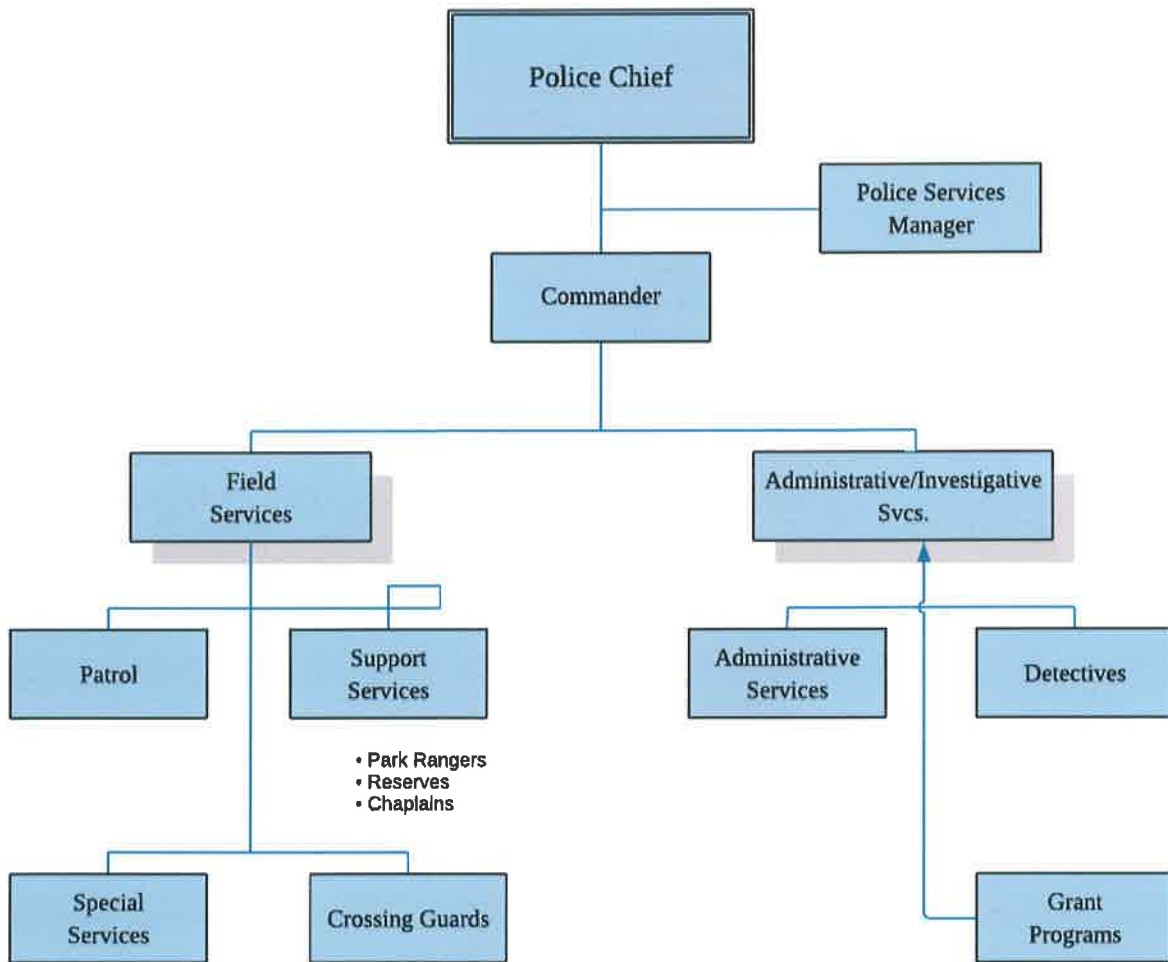 Police Chief
Police Services
Manager
Commander
Field
Services
Administrative/Investigative
Svcs.
Patrol
Support
Services
Administrative
Services
Detectives
• Park Rangers
• Reserves
• Chaplains
Special
Services
Crossing Guards
Grant
Programs